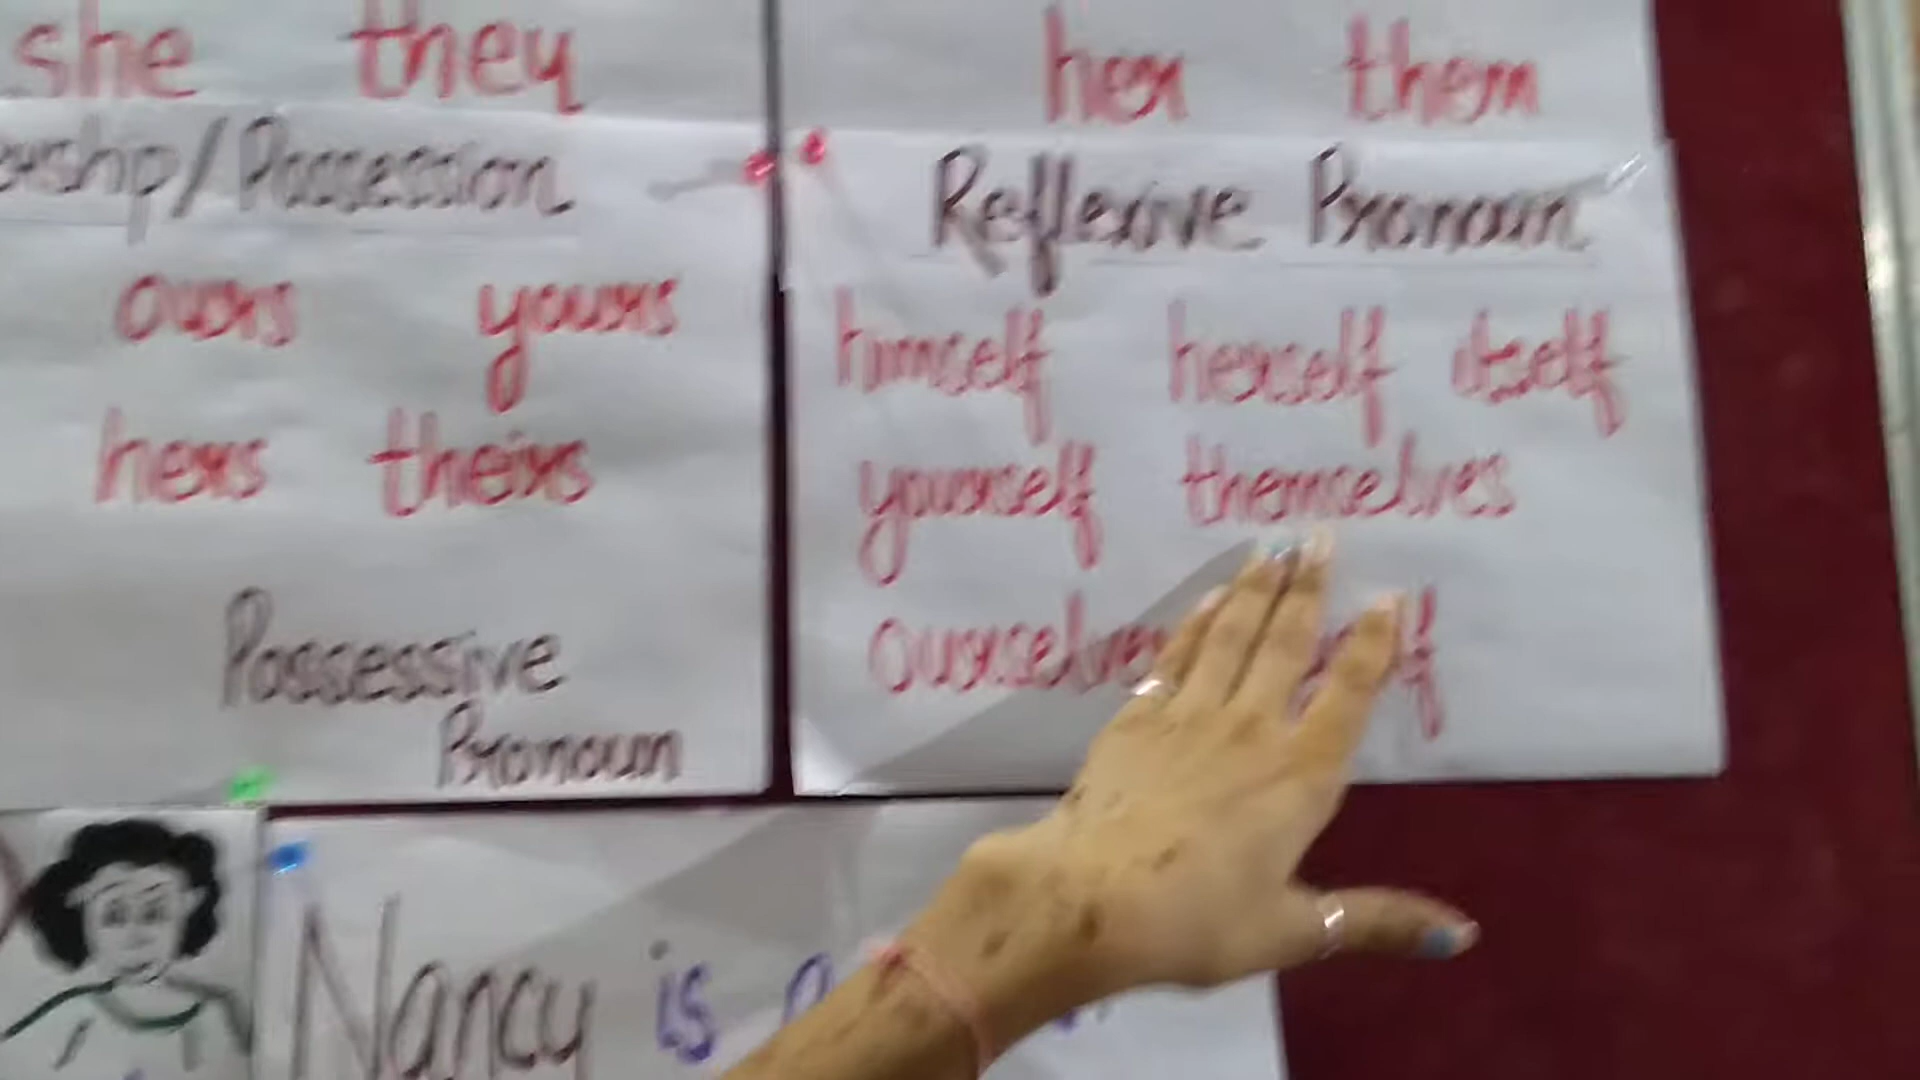 she they
her them
/Possession
ours yours
hers theirs
Possessive
Pronoun
Reflexive Pronoun
himself herself itself
yourself themselves
ourselves
Nancy is a